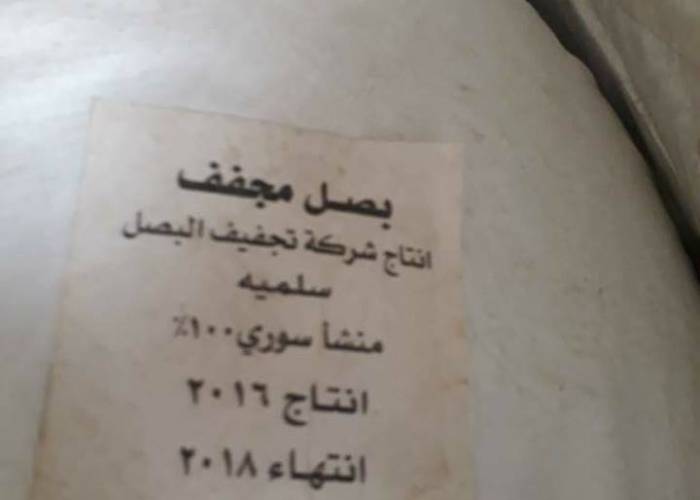 بصل مجفف
انتاج شركة تجفيف البصل
سلميه
منشأ سوري ١٠٠٪
انتاج ٢٠١٦
انتهاء ٢٠١٨